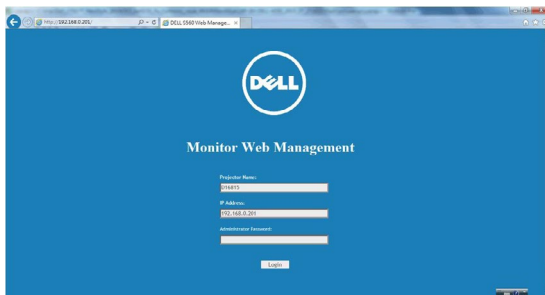 http://192.168.0.201/
DELL S560 Web Manage...
DELL
Monitor Web Management
Projector Name:
IP Address:
192.168.0.201
Administrator Password:
Login